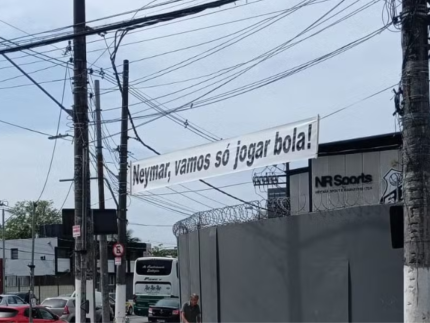 Neymar, vamos só jogar bola!
NR Sports